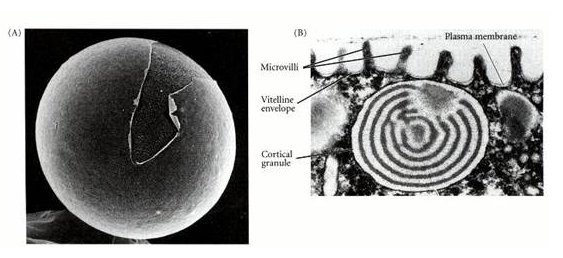 (A)
(B)
Plasma membrane
Microvilli
Vitelline
envelope
Cortical
granule